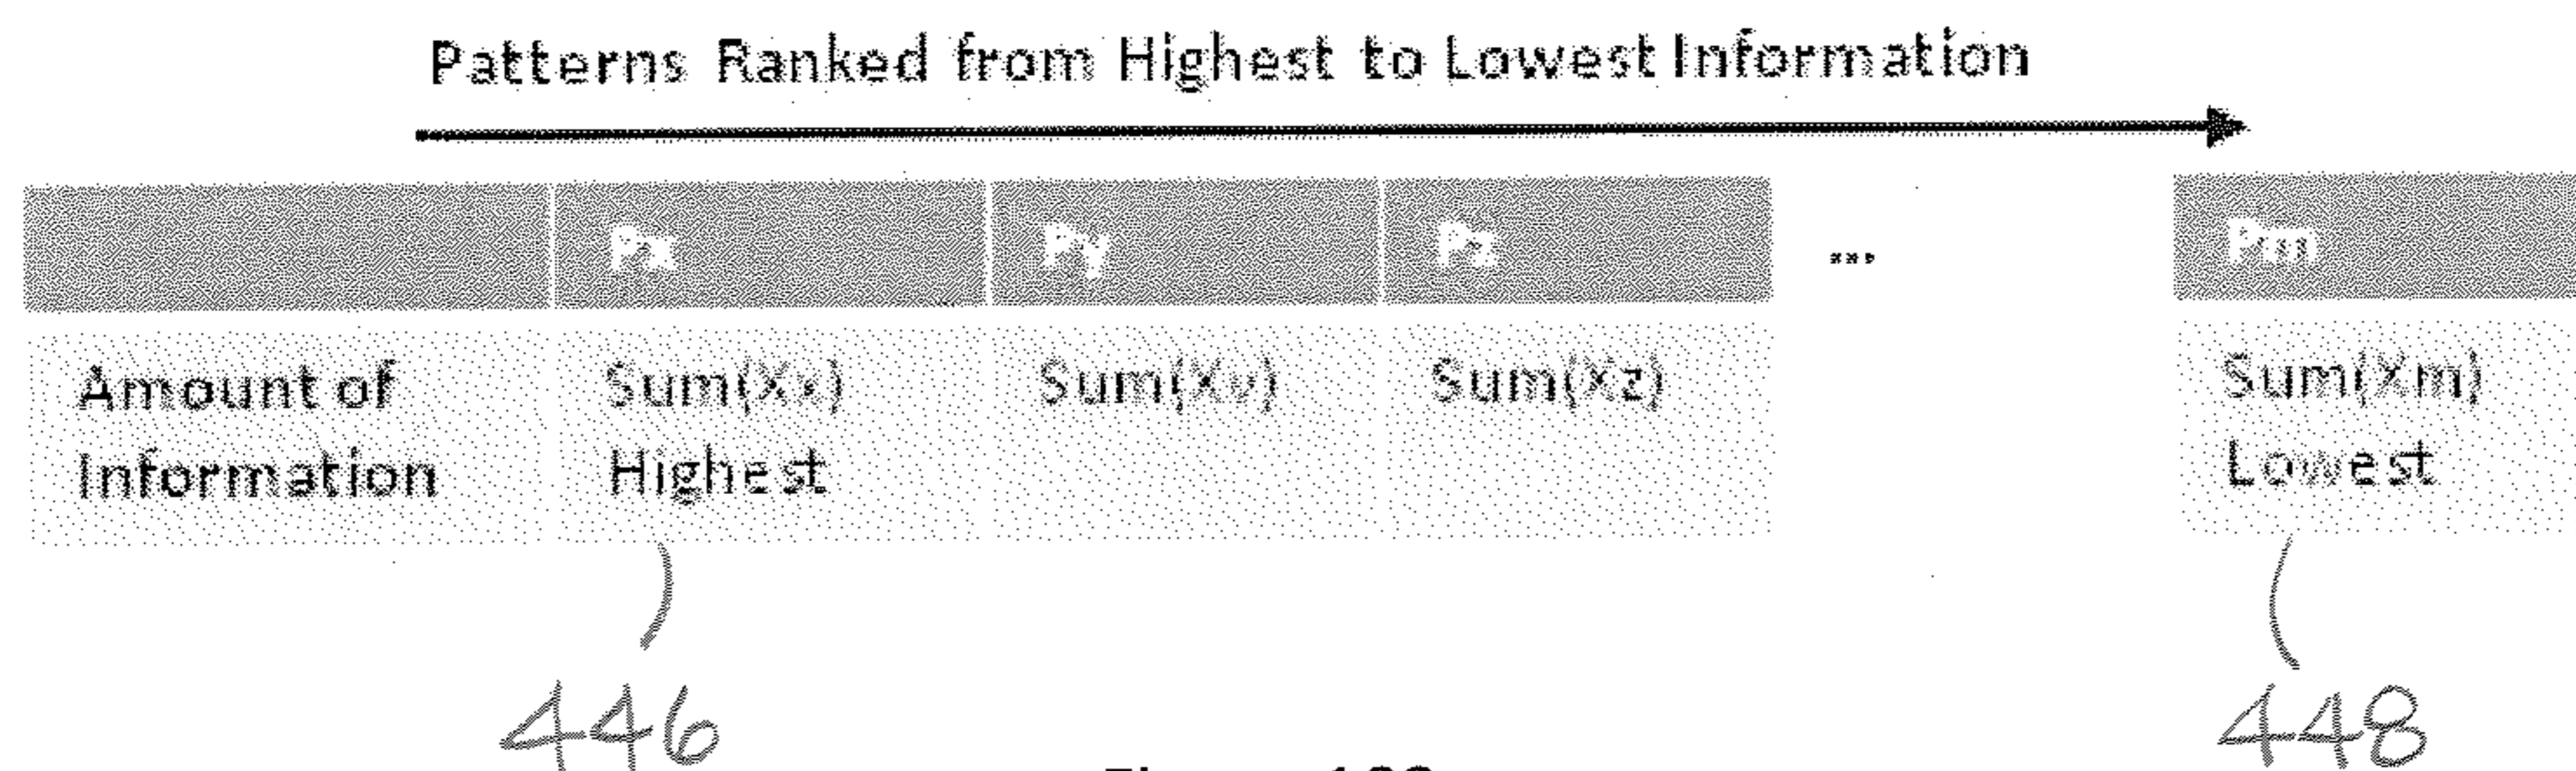 Patterns Ranked from Highest to Lowest Information
Px Py Pz ... Pm
Amount of Sum(Xx) Sum(Xy) Sum(Xz) Sum(Xm)
Information Highest Lowest
446 448